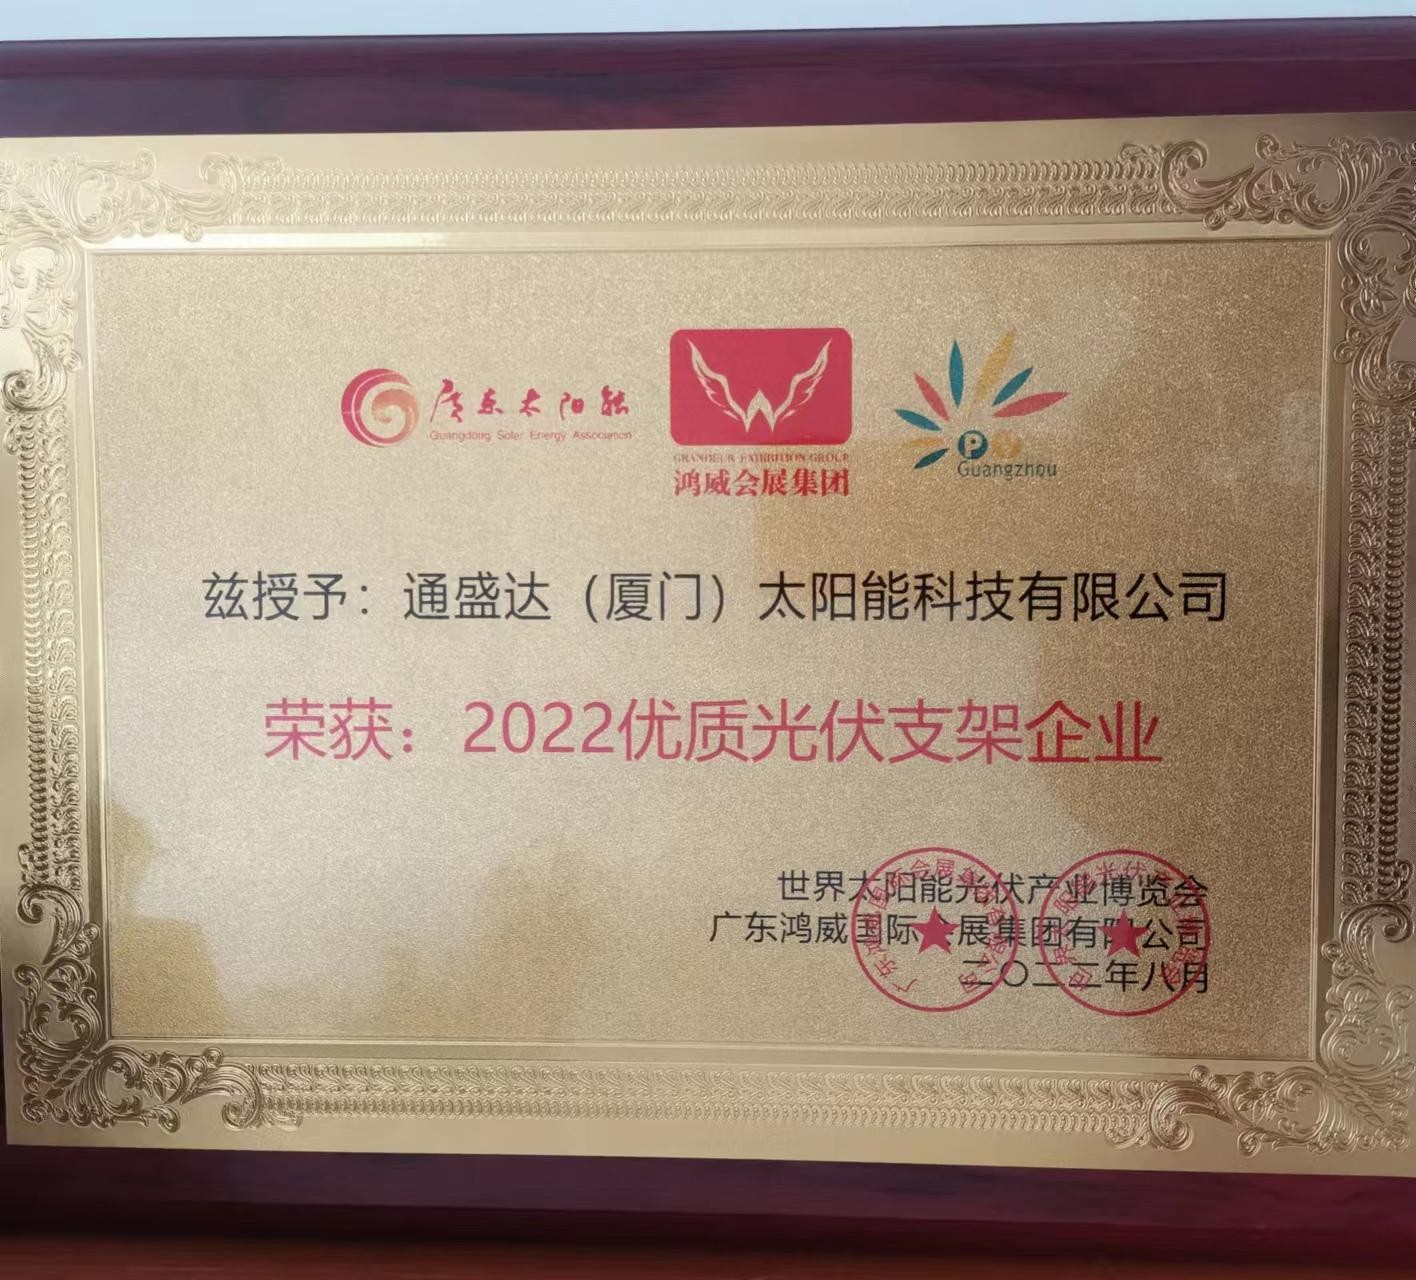 广东太阳能
Guangdong Solar Energy Association
GRANDEUR EXHIBITION GROUP
鸿威会展集团
PV
Guangzhou
兹授予：通盛达（厦门）太阳能科技有限公司
荣获：2022优质光伏支架企业
世界太阳能光伏产业博览会
广东鸿威国际会展集团有限公司
二〇二二年八月